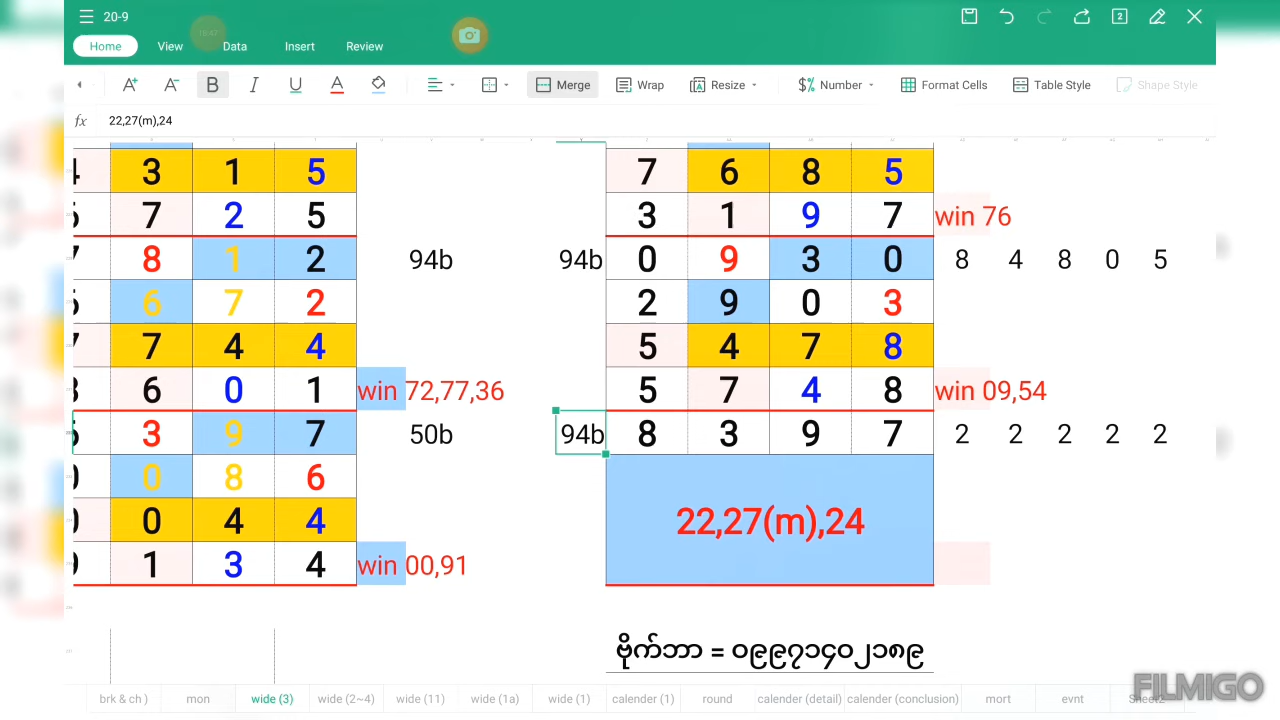 20-9
2
Home View Data Insert Review
B I U A Merge Wrap Resize $% Number Format Cells Table Style Shape Style
fx 22,27(m),24
3 1 5 7 6 8 5
7 2 5 3 1 9 7 win 76
8 1 2 94b 94b 0 9 3 0 8 4 8 0 5
6 7 2 2 9 0 3
7 4 4 5 4 7 8
6 0 1 win 72,77,36 5 7 4 8 win 09,54
3 9 7 50b 94b 8 3 9 7 2 2 2 2 2
0 8 6
0 4 4 22,27(m),24
1 3 4 win 00,91
ဗိုက်ဘာ = ၀၉၉၇၁၄၀၂၁၈၉
brk & ch ) mon wide (3) wide (2~4) wide (11) wide (1a) wide (1) calender (1) round calender (detail) calender (conclusion) mort evnt Sheet2
FILMIGO